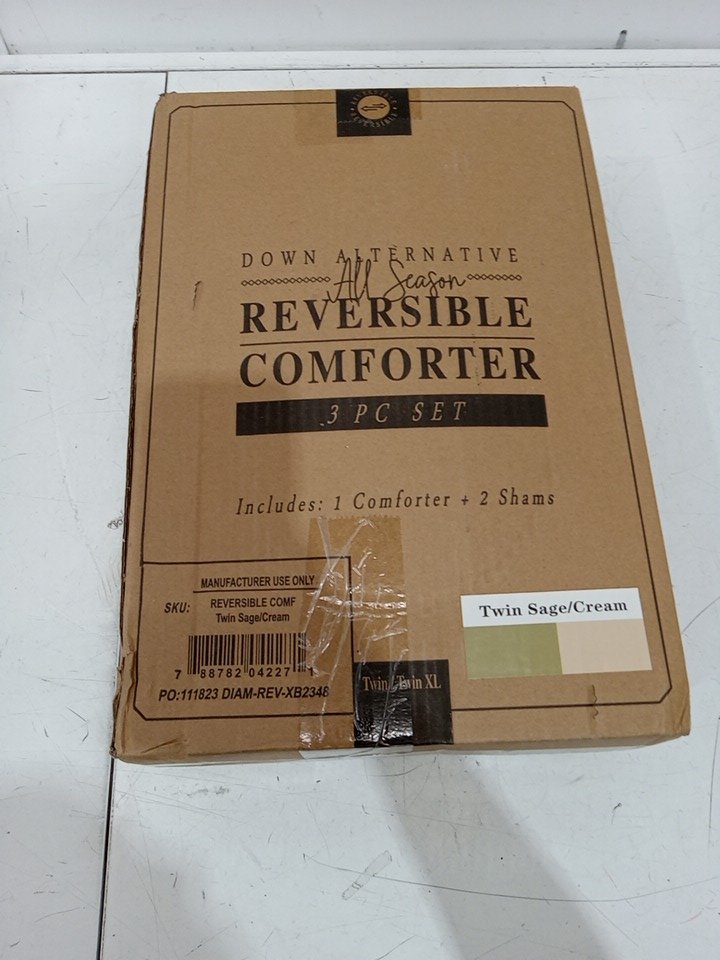 REVERSIBLE
DOWN ALTERNATIVE
All Season
REVERSIBLE
COMFORTER
3 PC SET
Includes: 1 Comforter + 2 Shams
MANUFACTURER USE ONLY
SKU: REVERSIBLE COMF
Twin Sage/Cream
7 88782 04227 1
PO:111823 DIAM-REV-XB2348
Twin Sage/Cream
Twin/Twin XL